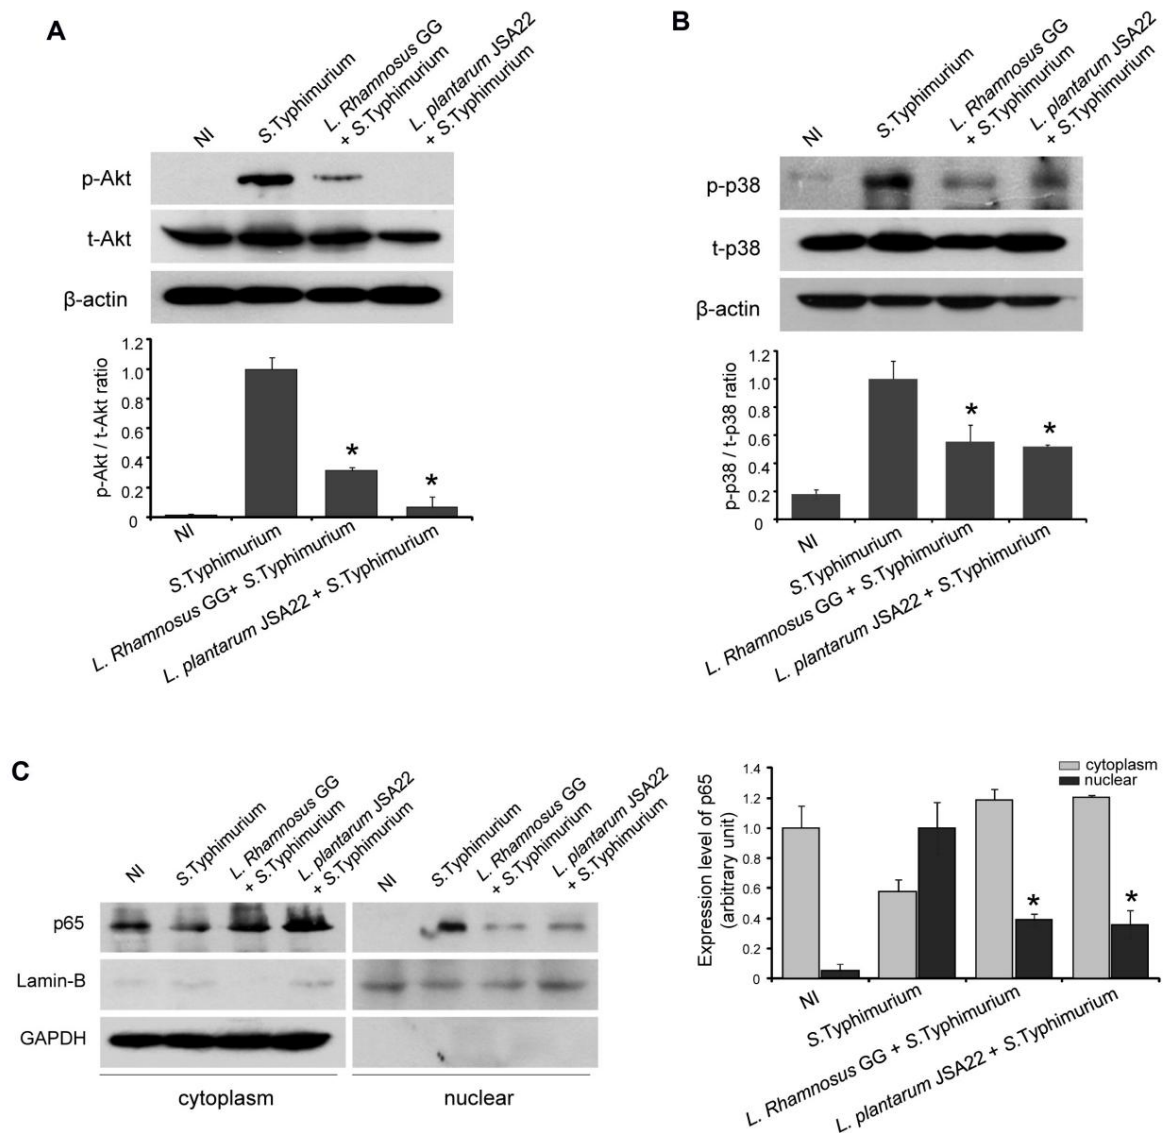 A
NI
S.Typhimurium
L. Rhamnosus GG
+ S.Typhimurium
L. plantarum JSA22
+ S.Typhimurium
p-Akt
t-Akt
β-actin
p-Akt / t-Akt ratio
1.2
1.0
0.8
0.6
0.4
0.2
0
*
*
NI
S.Typhimurium
L. Rhamnosus GG+ S.Typhimurium
L. plantarum JSA22 + S.Typhimurium
B
NI
S.Typhimurium
L. Rhamnosus GG
+ S.Typhimurium
L. plantarum JSA22
+ S.Typhimurium
p-p38
t-p38
β-actin
p-p38 / t-p38 ratio
1.2
1.0
0.8
0.6
0.4
0.2
0
*
*
NI
S.Typhimurium
L. Rhamnosus GG + S.Typhimurium
L. plantarum JSA22 + S.Typhimurium
C
NI
S.Typhimurium
L. Rhamnosus GG
+ S.Typhimurium
L. plantarum JSA22
+ S.Typhimurium
NI
S.Typhimurium
L. Rhamnosus GG
+ S.Typhimurium
L. plantarum JSA22
+ S.Typhimurium
p65
Lamin-B
GAPDH
cytoplasm
nuclear
Expression level of p65
(arbitrary unit)
1.4
1.2
1.0
0.8
0.6
0.4
0.2
0
cytoplasm
nuclear
*
*
NI
S.Typhimurium
L. Rhamnosus GG + S.Typhimurium
L. plantarum JSA22 + S.Typhimurium